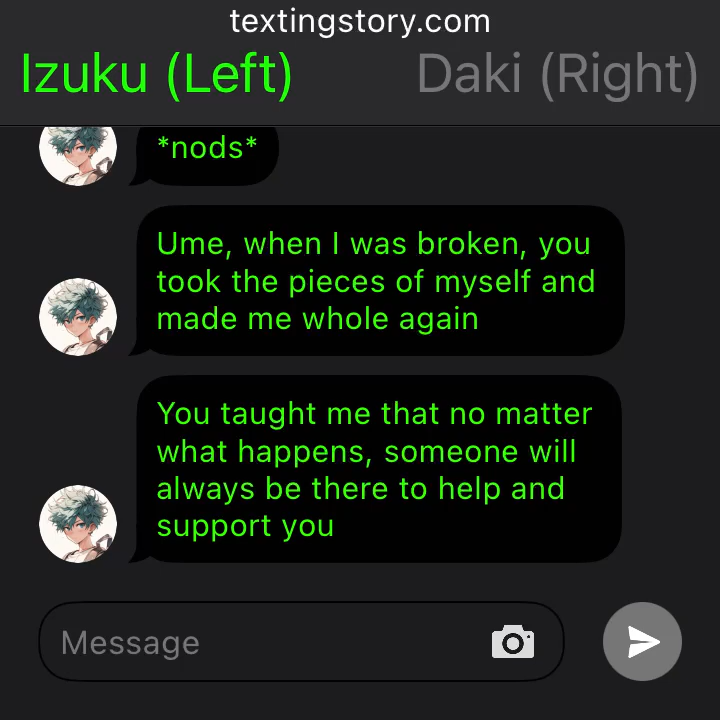 textingstory.com
Izuku (Left) Daki (Right)
*nods*
Ume, when I was broken, you
took the pieces of myself and
made me whole again
You taught me that no matter
what happens, someone will
always be there to help and
support you
Message